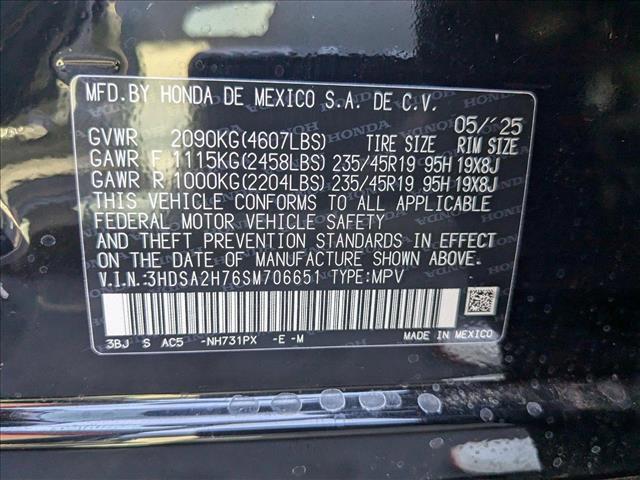 MFD.BY HONDA DE MEXICO S.A. DE C.V.
05/'25
GVWR 2090KG(4607LBS) TIRE SIZE RIM SIZE
GAWR F 1115KG(2458LBS) 235/45R19 95H 19X8J
GAWR R 1000KG(2204LBS) 235/45R19 95H 19X8J
THIS VEHICLE CONFORMS TO ALL APPLICABLE
FEDERAL MOTOR VEHICLE SAFETY
AND THEFT PREVENTION STANDARDS IN EFFECT
ON THE DATE OF MANUFACTURE SHOWN ABOVE.
V.I.N.:3HDSA2H76SM706651 TYPE:MPV
3BJ S AC5 -NH731PX -E -M MADE IN MEXICO